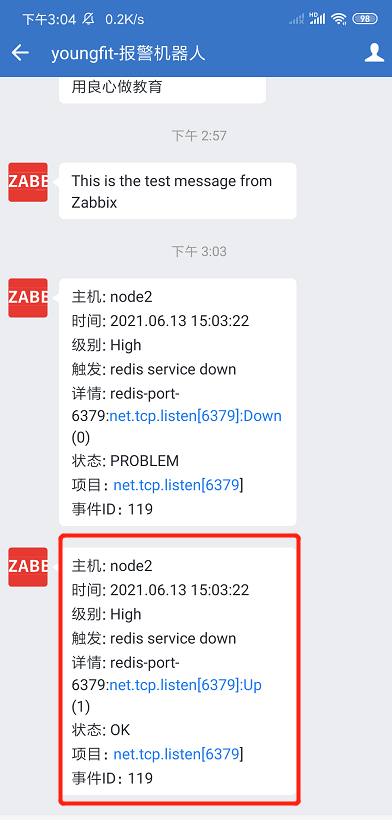 下午3:04 0.2K/s HD 98
youngfit-报警机器人
用良心做教育
下午 2:57
ZABB
This is the test message from
Zabbix
下午 3:03
ZABB
主机: node2
时间: 2021.06.13 15:03:22
级别: High
触发: redis service down
详情: redis-port-
6379:net.tcp.listen[6379]:Down
(0)
状态: PROBLEM
项目：net.tcp.listen[6379]
事件ID：119
ZABB
主机: node2
时间: 2021.06.13 15:03:22
级别: High
触发: redis service down
详情: redis-port-
6379:net.tcp.listen[6379]:Up
(1)
状态: OK
项目：net.tcp.listen[6379]
事件ID：119